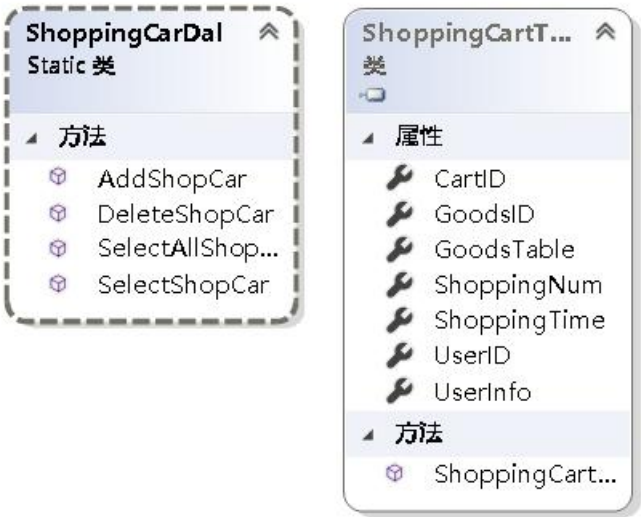 ShoppingCarDal
Static 类
方法
AddShopCar
DeleteShopCar
SelectAllShop...
SelectShopCar
ShoppingCartT...
类
属性
CartID
GoodsID
GoodsTable
ShoppingNum
ShoppingTime
UserID
UserInfo
方法
ShoppingCart...